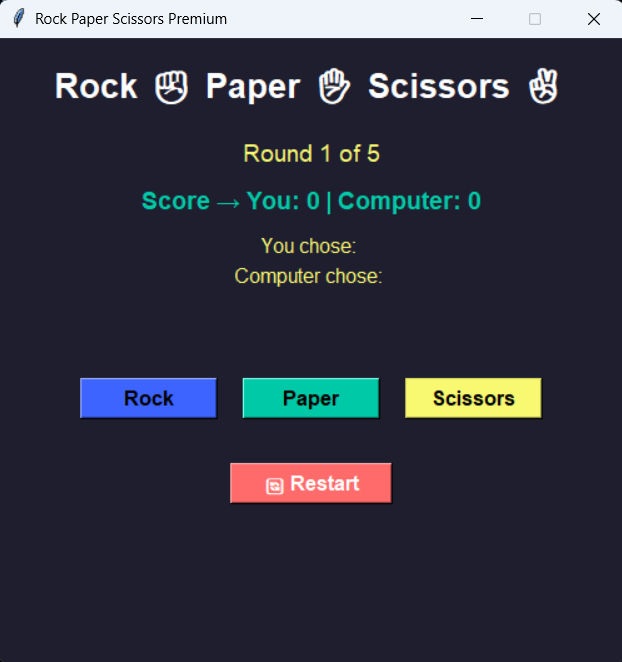 Rock Paper Scissors Premium
Rock ✊ Paper ✋ Scissors ✌
Round 1 of 5
Score → You: 0 | Computer: 0
You chose:
Computer chose:
Rock Paper Scissors
🔄 Restart